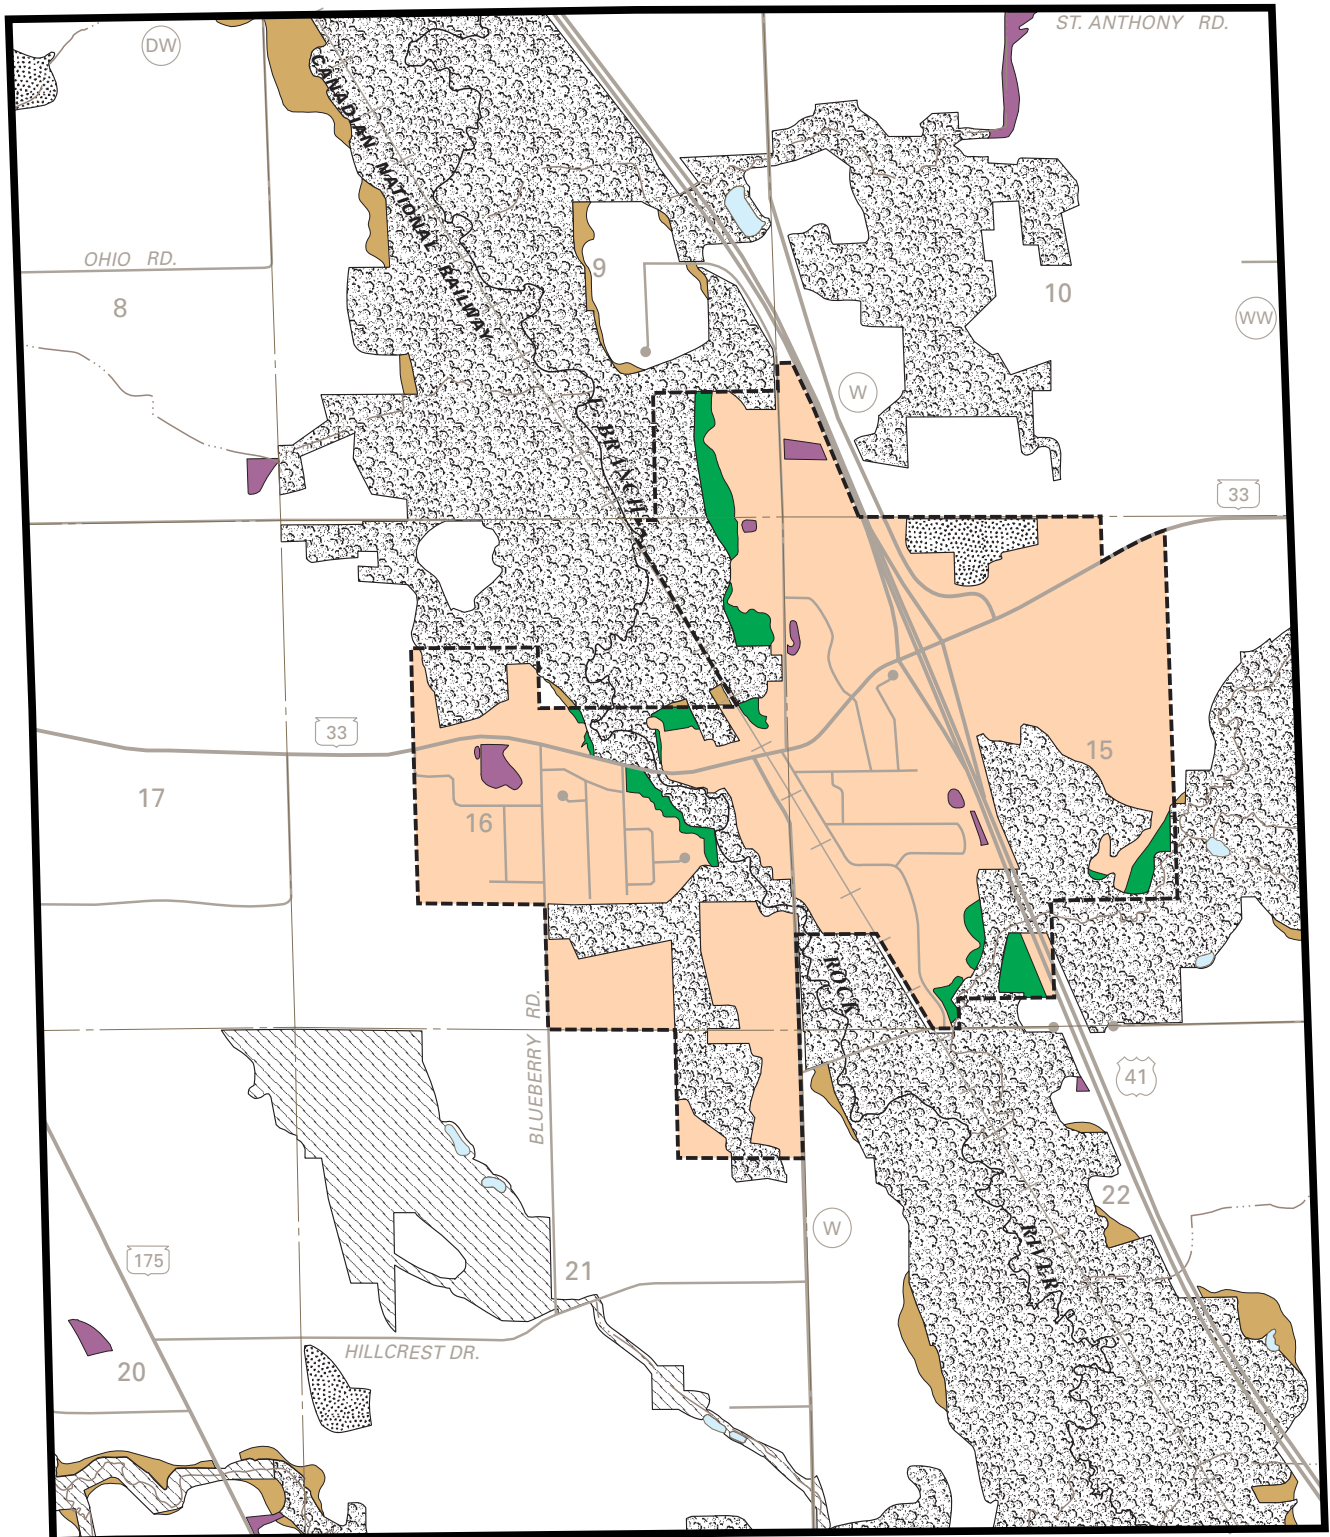 ST. ANTHONY RD.
DW
CANADIAN NATIONAL RAILWAY
OHIO RD.
9
8
10
WW
W
E BRANCH
33
33
15
17
16
ROCK
BLUEBERRY RD.
41
22
W
RIVER
175
21
HILLCREST DR.
20